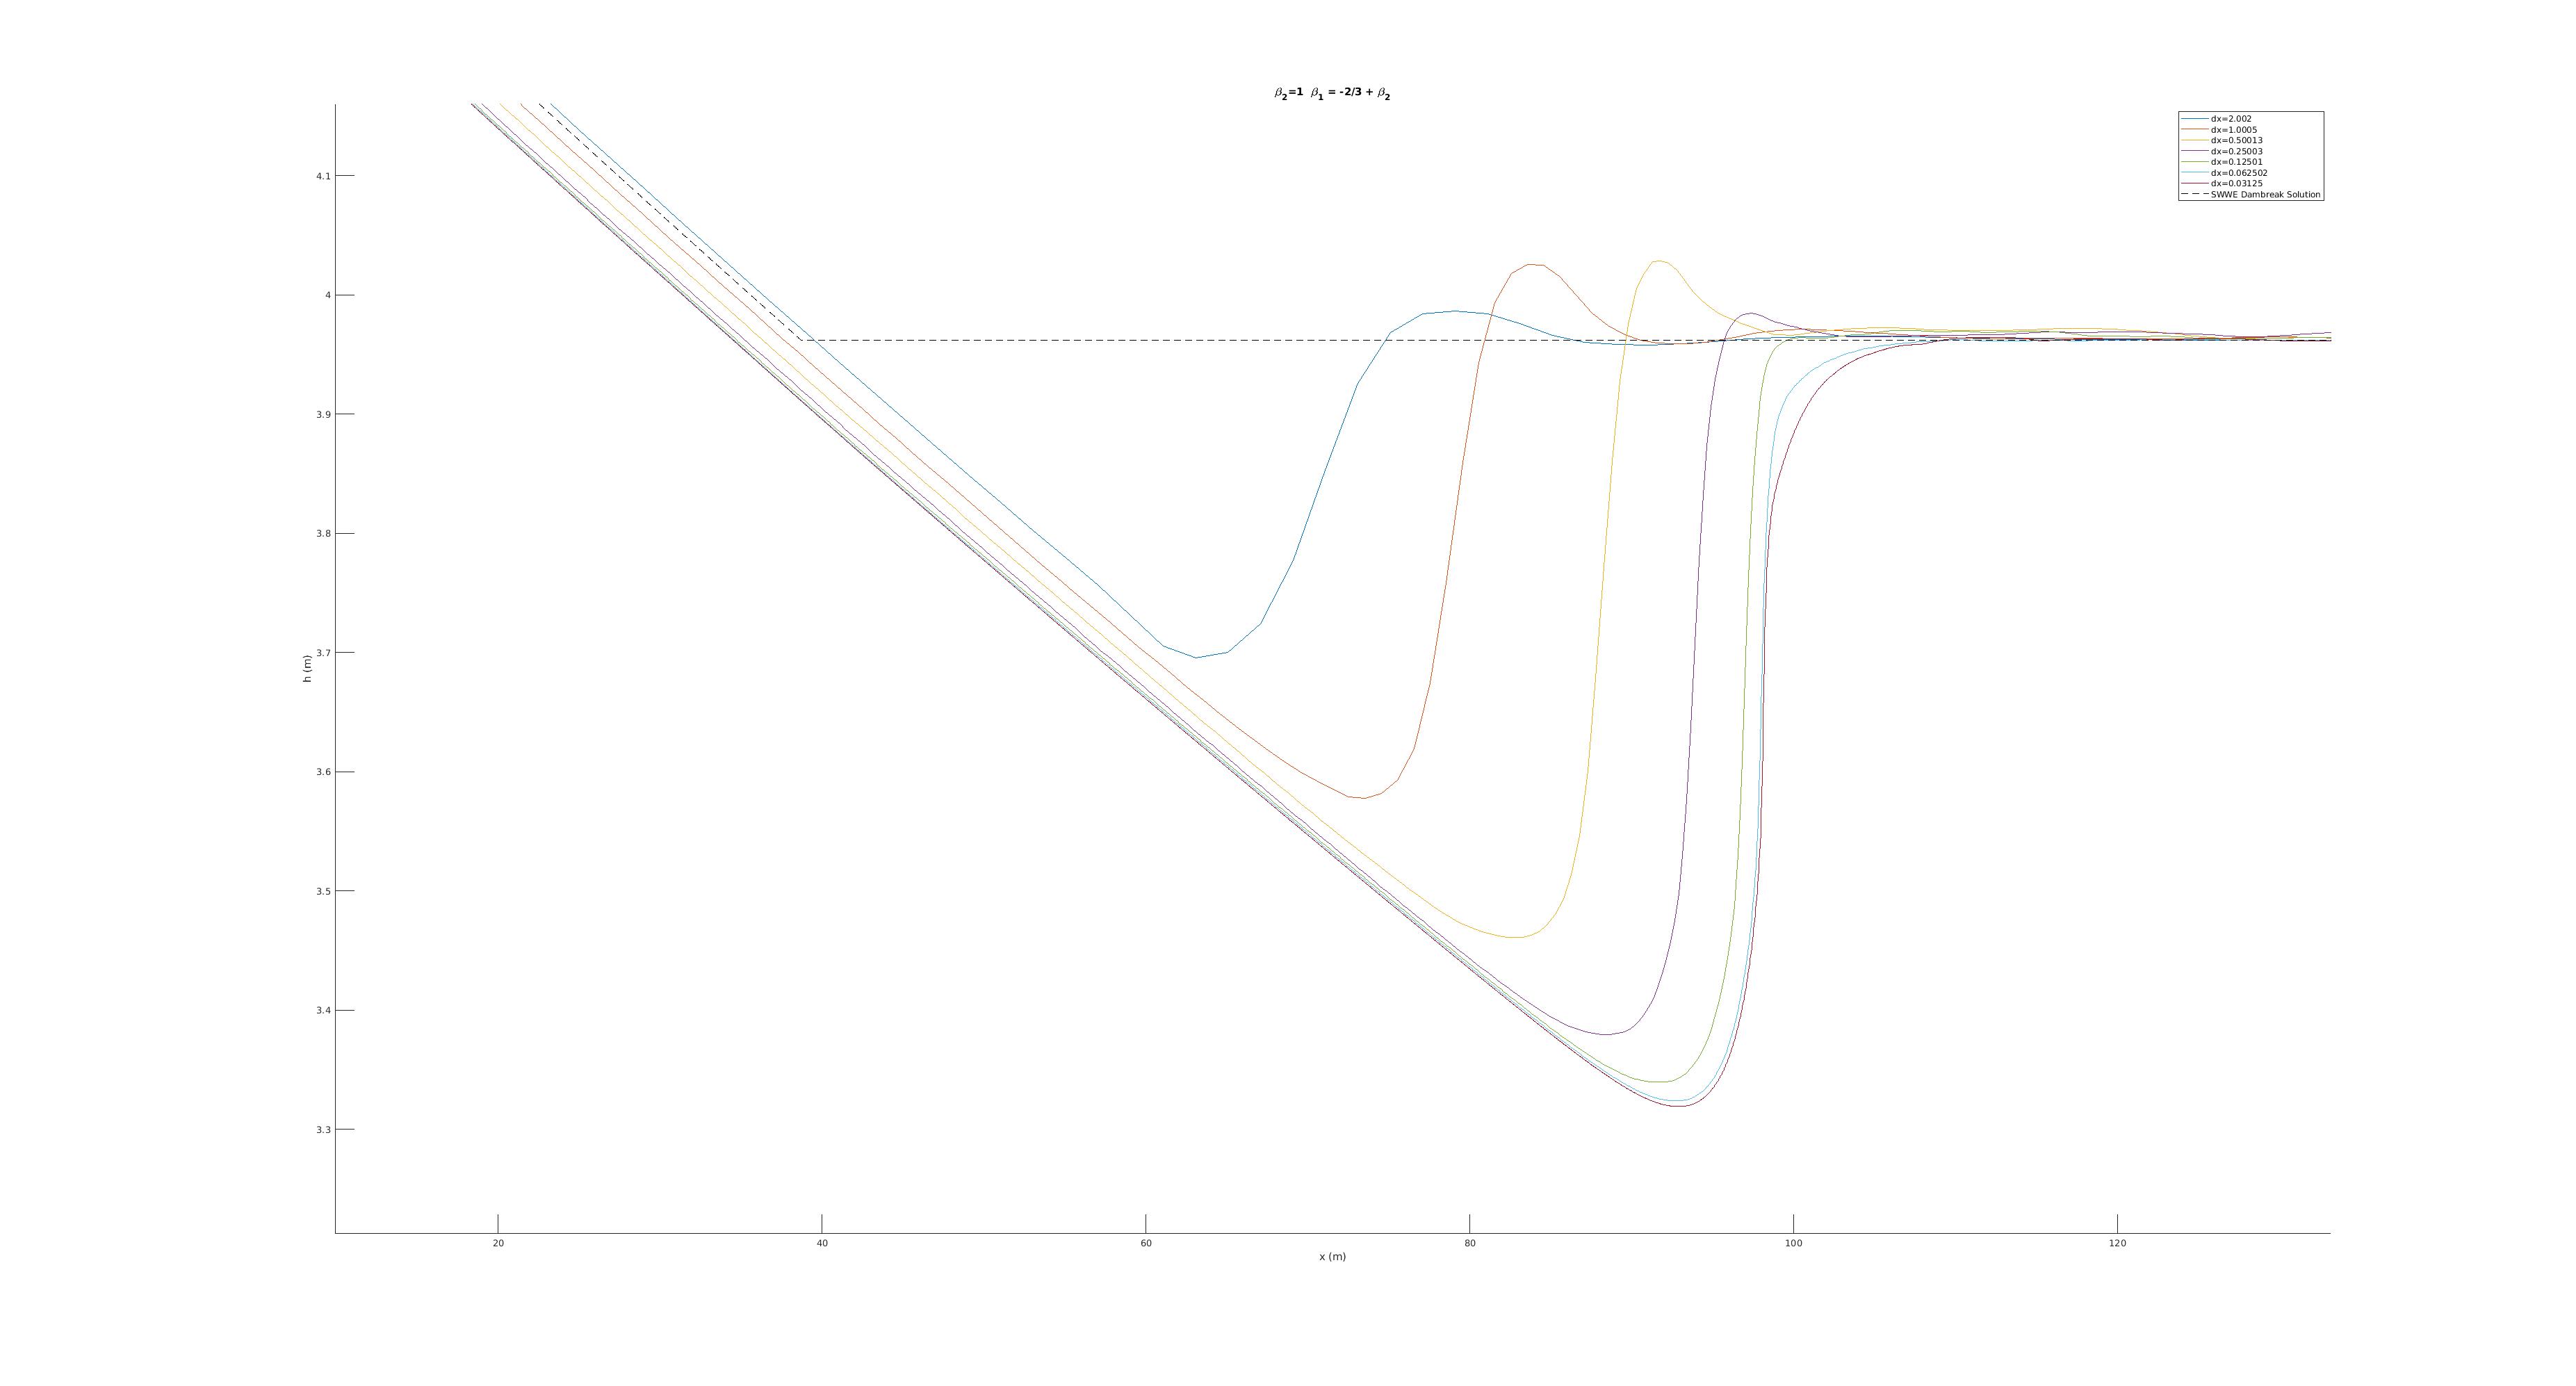 β2=1 β1 = -2/3 + β2
dx=2.002
dx=1.0005
dx=0.50013
dx=0.25003
dx=0.12501
dx=0.062502
dx=0.03125
SWWE Dambreak Solution
4.1
4
3.9
3.8
3.7
3.6
3.5
3.4
3.3
h (m)
20
40
60
80
100
120
x (m)